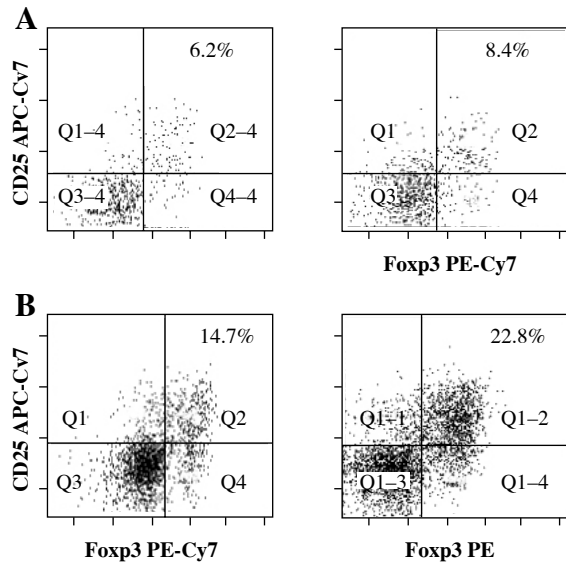 A
6.2%
8.4%
CD25 APC-Cv7
Q1–4
Q2–4
Q1
Q2
Q3–4
Q4–4
Q3
Q4
Foxp3 PE-Cy7
B
14.7%
22.8%
CD25 APC-Cv7
Q1
Q2
Q1–1
Q1–2
Q3
Q4
Q1–3
Q1–4
Foxp3 PE-Cy7
Foxp3 PE